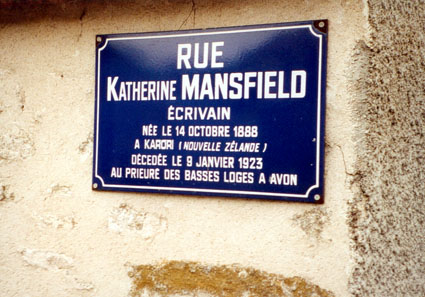 RUE
KATHERINE MANSFIELD
ÉCRIVAIN
NÉE LE 14 OCTOBRE 1888
A KARORI (NOUVELLE ZÉLANDE)
DÉCEDÉE LE 9 JANVIER 1923
AU PRIEURÉ DES BASSES LOGES A AVON